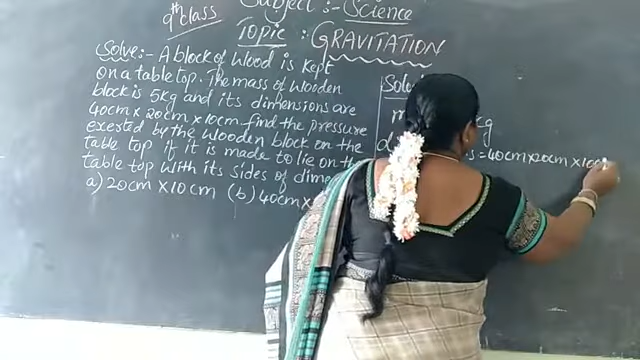 9th class
Subject: Science
Topic : GRAVITATION
Solve:- A block of Wood is kept
on a table top. The mass of wooden
block is 5kg and its dimensions are
40cm x 20cm x 10cm find the pressure
exerted by the wooden block on the
table top if it is made to lie on the
table top with its sides of dime
a) 20cm x 10cm (b) 40cm x
kg
s = 40cm x 20cm x 10c